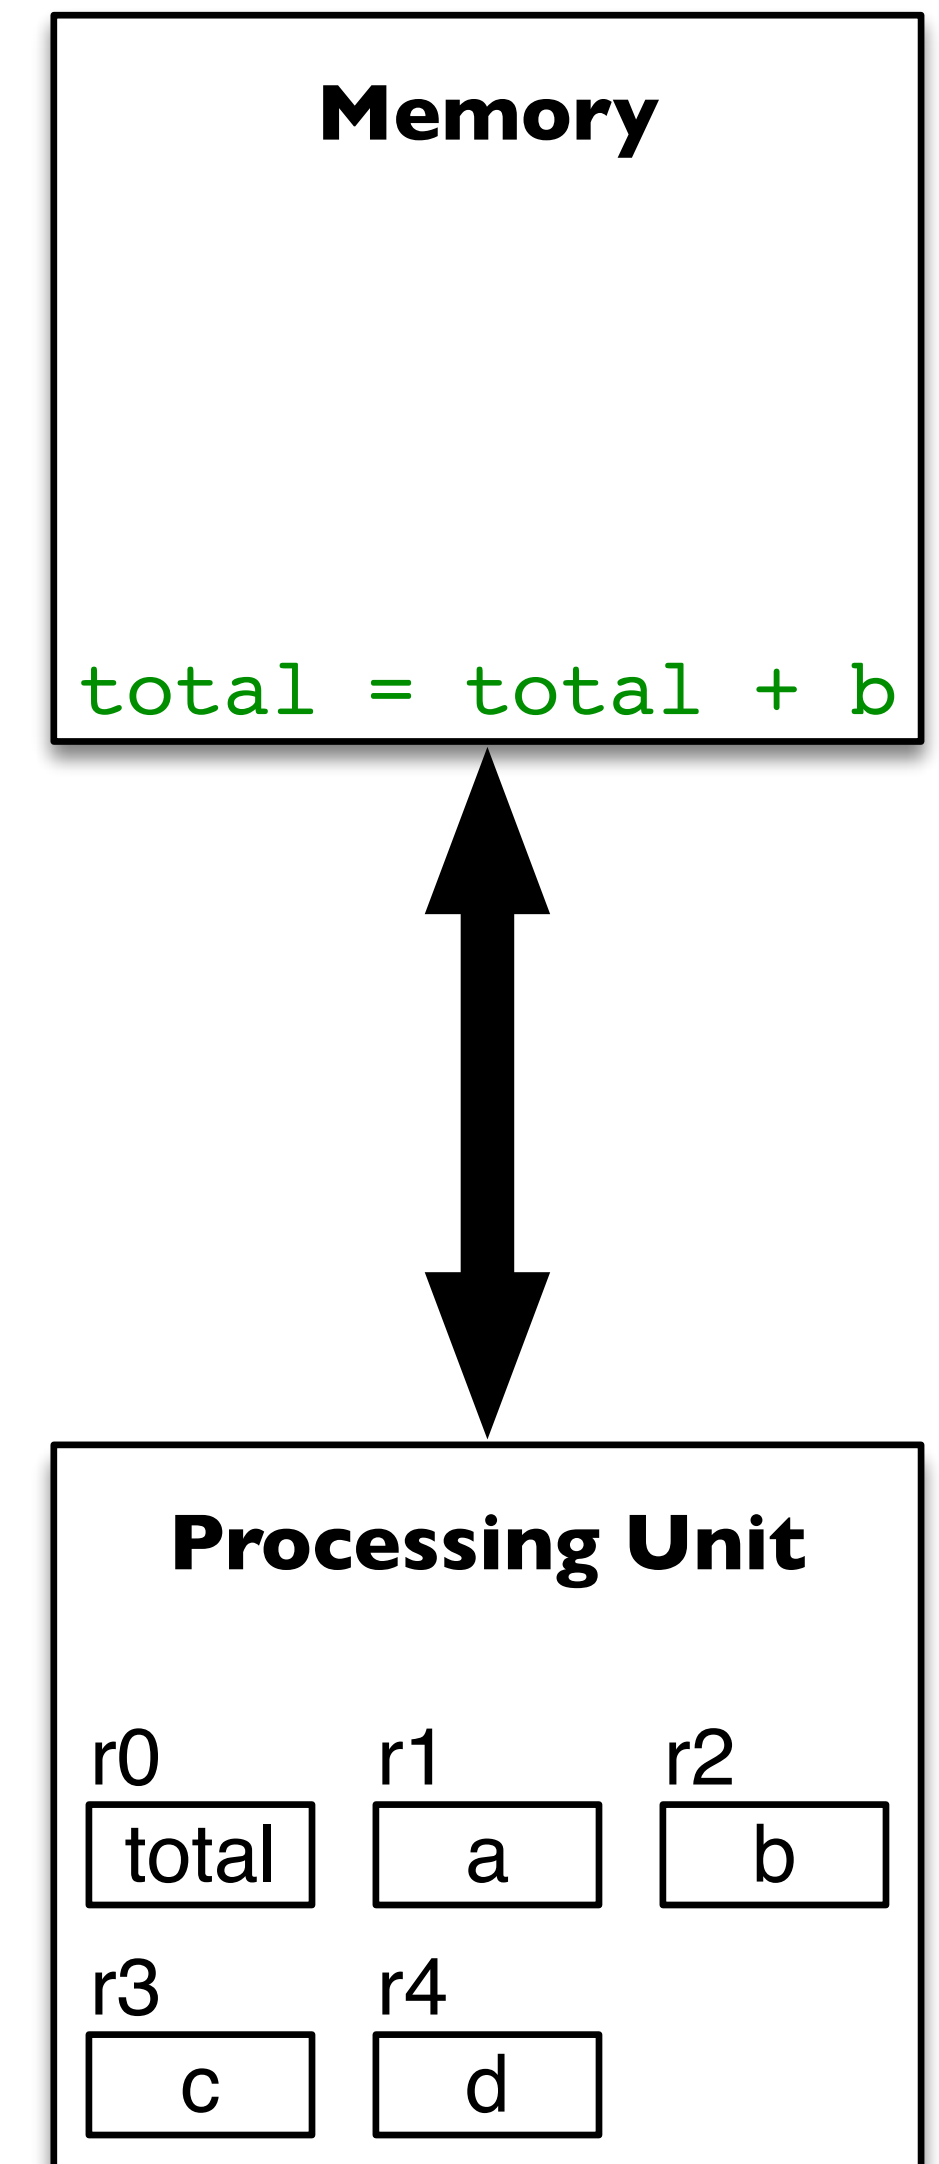 Memory
total = total + b
Processing Unit
r0 r1 r2
total a b
r3 r4
c d